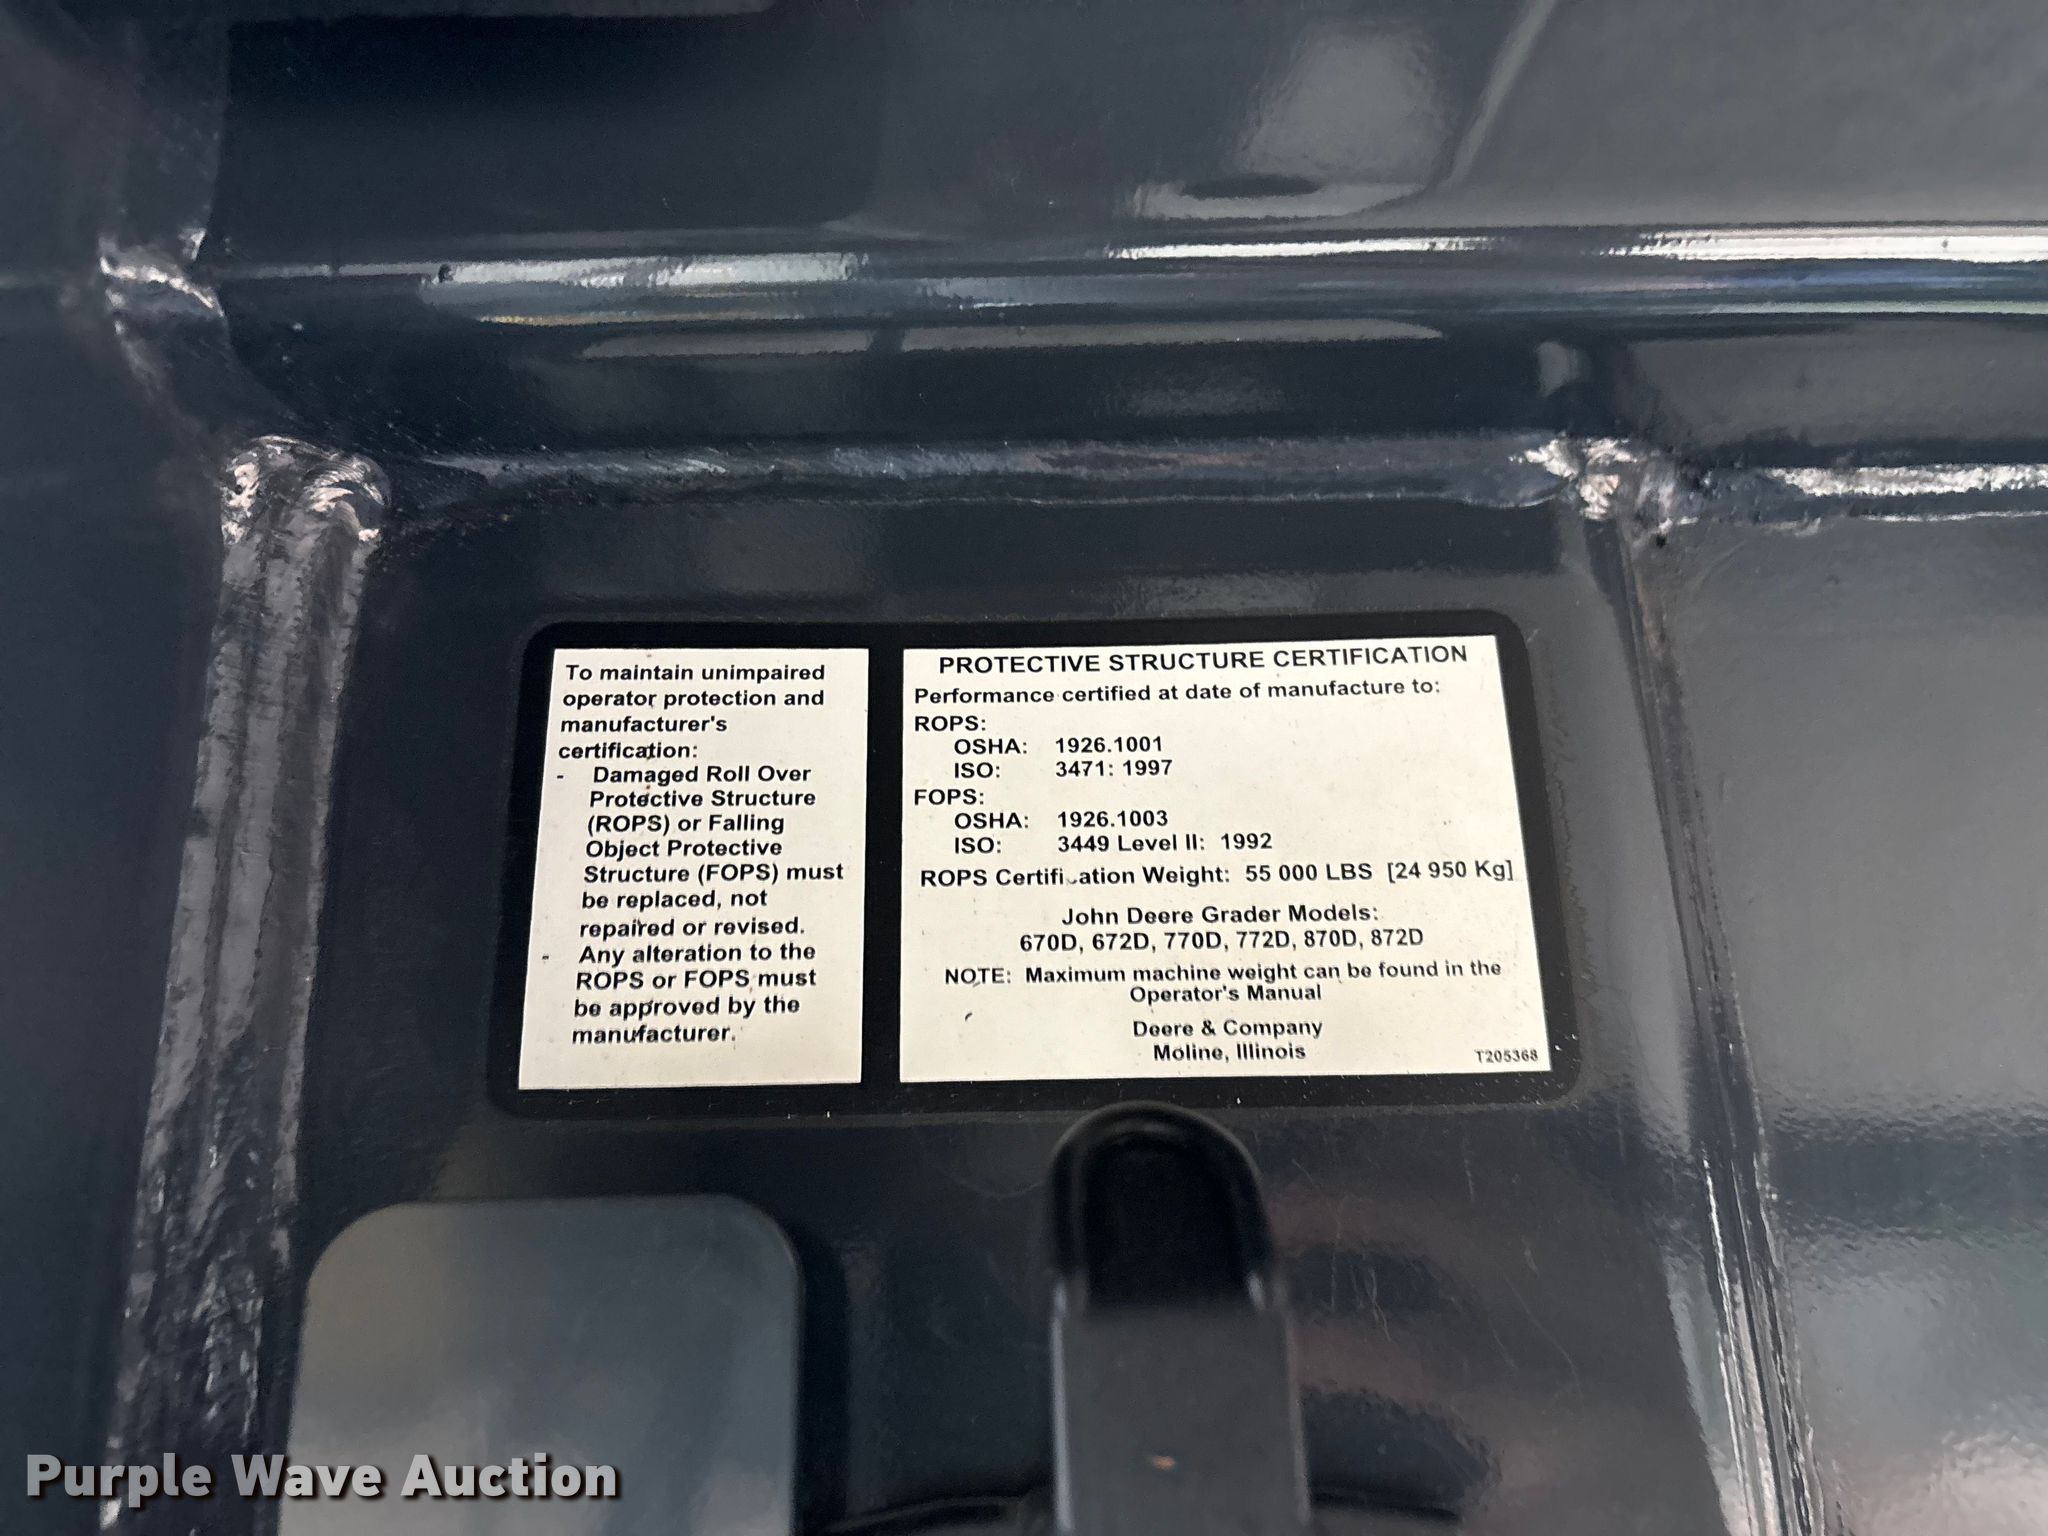 To maintain unimpaired
operator protection and
manufacturer's
certification:
- Damaged Roll Over
Protective Structure
(ROPS) or Falling
Object Protective
Structure (FOPS) must
be replaced, not
repaired or revised.
- Any alteration to the
ROPS or FOPS must
be approved by the
manufacturer.
PROTECTIVE STRUCTURE CERTIFICATION
Performance certified at date of manufacture to:
ROPS:
OSHA: 1926.1001
ISO: 3471: 1997
FOPS:
OSHA: 1926.1003
ISO: 3449 Level II: 1992
ROPS Certification Weight: 55 000 LBS [24 950 Kg]
John Deere Grader Models:
670D, 672D, 770D, 772D, 870D, 872D
NOTE: Maximum machine weight can be found in the
Operator's Manual
Deere & Company
Moline, Illinois
T205368
Purple Wave Auction